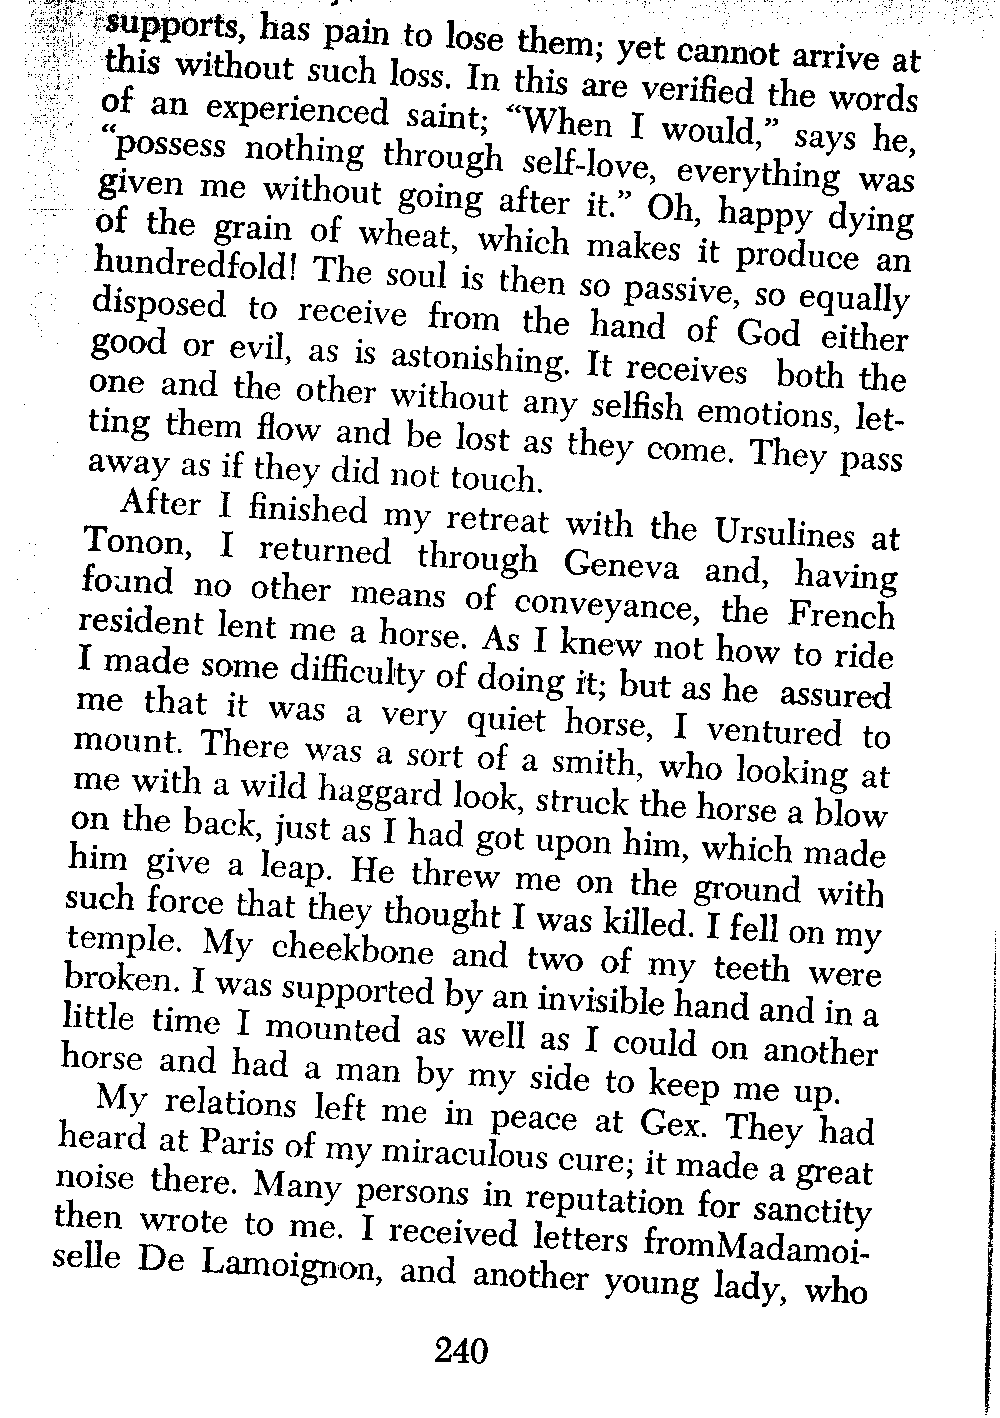 supports, has pain to lose them; yet cannot arrive at
this without such loss. In this are verified the words
of an experienced saint; “When I would,” says he,
“possess nothing through self-love, everything was
given me without going after it.” Oh, happy dying
of the grain of wheat, which makes it produce an
hundredfold! The soul is then so passive, so equally
disposed to receive from the hand of God either
good or evil, as is astonishing. It receives both the
one and the other without any selfish emotions, let-
ting them flow and be lost as they come. They pass
away as if they did not touch.
After I finished my retreat with the Ursulines at
Tonon, I returned through Geneva and, having
found no other means of conveyance, the French
resident lent me a horse. As I knew not how to ride
I made some difficulty of doing it; but as he assured
me that it was a very quiet horse, I ventured to
mount. There was a sort of a smith, who looking at
me with a wild haggard look, struck the horse a blow
on the back, just as I had got upon him, which made
him give a leap. He threw me on the ground with
such force that they thought I was killed. I fell on my
temple. My cheekbone and two of my teeth were
broken. I was supported by an invisible hand and in a
little time I mounted as well as I could on another
horse and had a man by my side to keep me up.
My relations left me in peace at Gex. They had
heard at Paris of my miraculous cure; it made a great
noise there. Many persons in reputation for sanctity
then wrote to me. I received letters fromMadamoi-
selle De Lamoignon, and another young lady, who
240